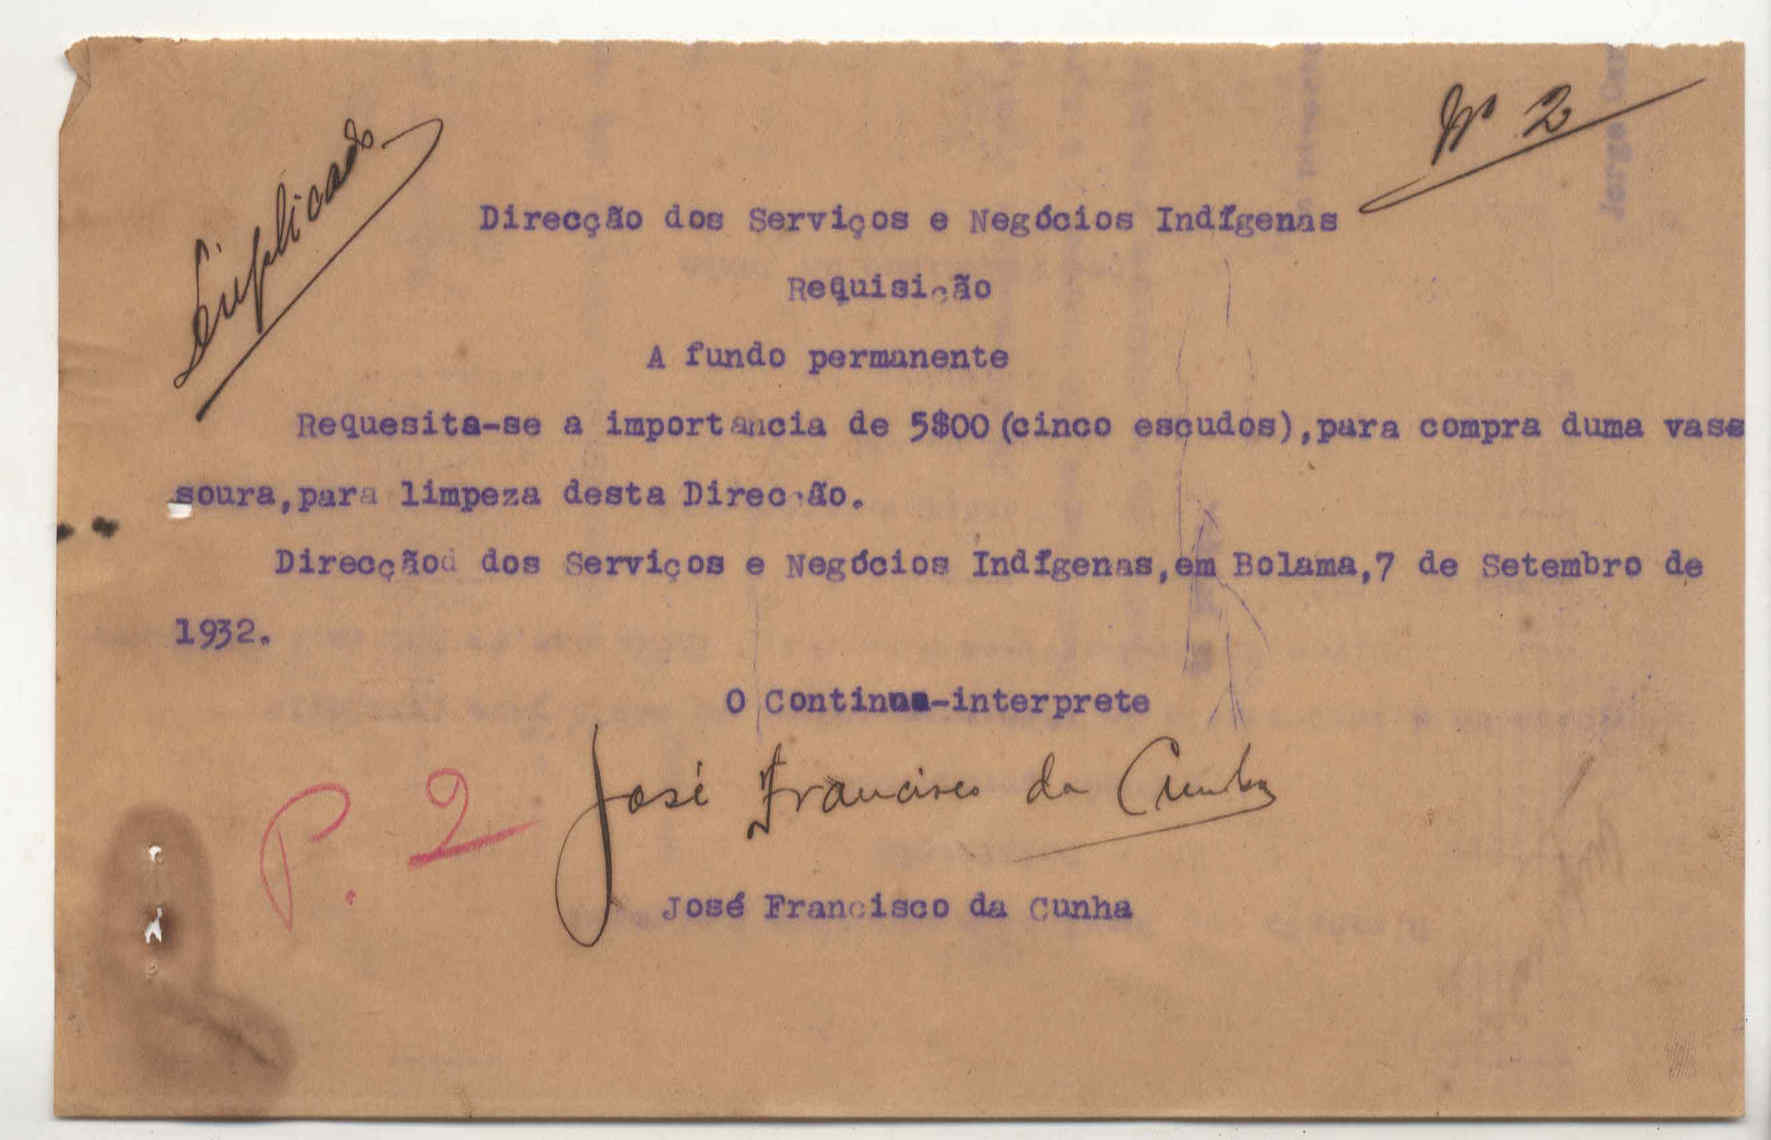 Duplicado
Nº 2
Direcção dos Serviços e Negócios Indígenas
Requisição
A fundo permanente
Requesita-se a importancia de 5$00 (cinco escudos),para compra duma vass
soura,para limpeza desta Direcção.
Direcçãod dos Serviços e Negócios Indígenas,em Bolama,7 de Setembro de
1932.
O Continuo-interprete
José Francisco da Cunha
P. 2
José Francisco da Cunha